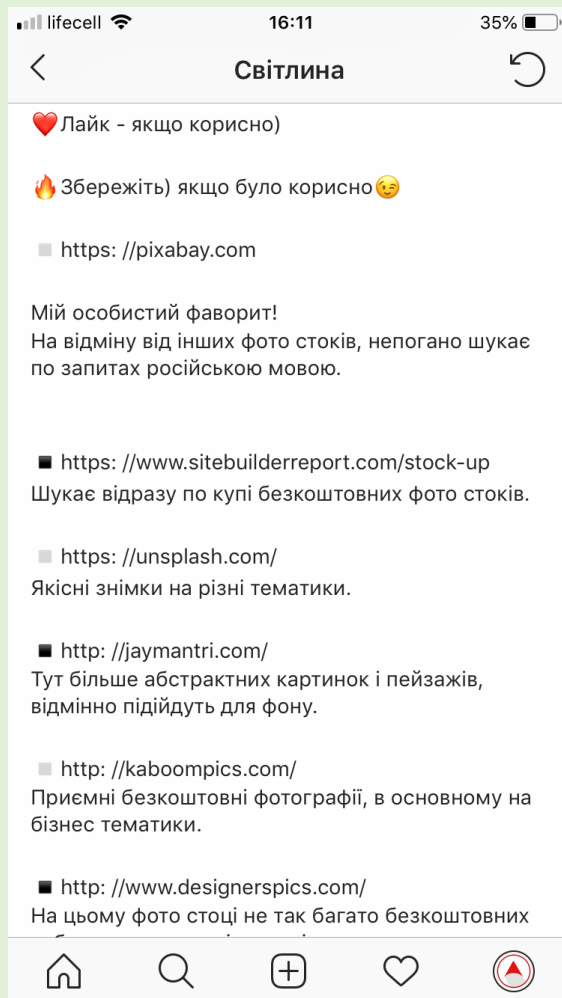 lifecell 16:11 35%
Світлина
❤️Лайк - якщо корисно)
🔥Збережіть) якщо було корисно😉
◽ https: //pixabay.com
Мій особистий фаворит!
На відміну від інших фото стоків, непогано шукає
по запитах російською мовою.
◾ https: //www.sitebuilderreport.com/stock-up
Шукає відразу по купі безкоштовних фото стоків.
◽ https: //unsplash.com/
Якісні знімки на різні тематики.
◾ http: //jaymantri.com/
Тут більше абстрактних картинок і пейзажів,
відмінно підійдуть для фону.
◽ http: //kaboompics.com/
Приємні безкоштовні фотографії, в основному на
бізнес тематики.
◾ http: //www.designerspics.com/
На цьому фото стоці не так багато безкоштовних